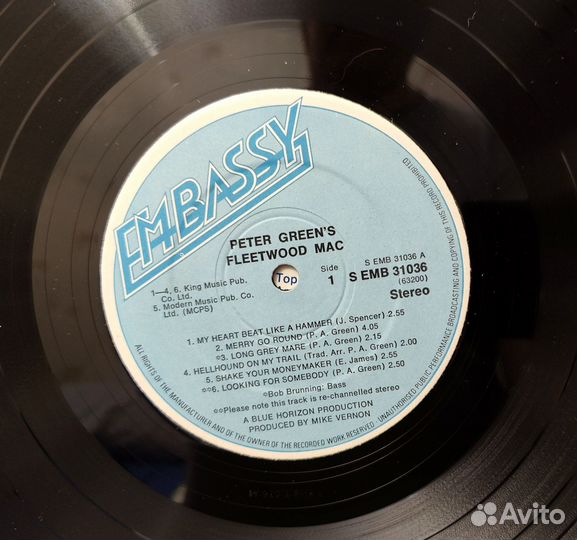 EMBASSY
PETER GREEN'S
FLEETWOOD MAC
1—4, 6. King Music Pub.
Co. Ltd.
5. Modern Music Pub. Co.
Ltd. (MCPS)
Top
Side
1
S EMB 31036 A
S EMB 31036
(63200)
Stereo
1. MY HEART BEAT LIKE A HAMMER (J. Spencer) 2.55
2. MERRY GO ROUND (P. A. Green) 4.05
*3. LONG GREY MARE (P. A. Green) 2.15
4. HELLHOUND ON MY TRAIL (Trad. Arr. P. A. Green) 2.00
5. SHAKE YOUR MONEYMAKER (E. James) 2.55
**6. LOOKING FOR SOMEBODY (P. A. Green) 2.50
*Bob Brunning: Bass
**Please note this track is re-channelled stereo
A BLUE HORIZON PRODUCTION
PRODUCED BY MIKE VERNON
ALL RIGHTS OF THE MANUFACTURER AND OF THE OWNER OF THE RECORDED WORK RESERVED. UNAUTHORISED PUBLIC PERFORMANCE BROADCASTING AND COPYING OF THIS RECORD PROHIBITED
Avito